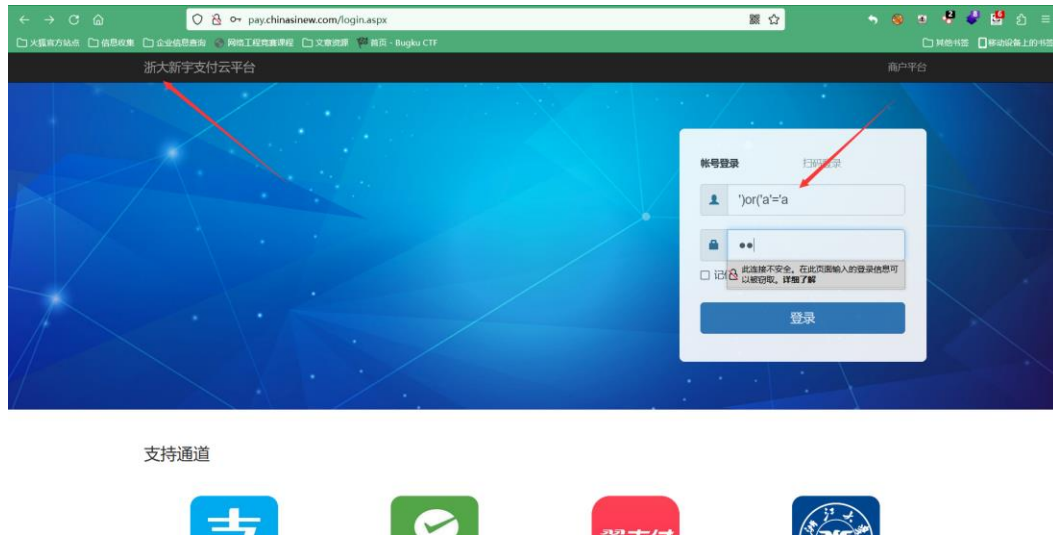 pay.chinasinew.com/login.aspx
火狐官方站点 信息收集 企业信息查询 网络工程竞赛课程 文章资源 首页 - Bugku CTF 其他书签 移动设备上的书签
浙大新宇支付云平台 商户平台
帐号登录 扫码登录
')or('a'='a
●●
此连接不安全。在此页面输入的登录信息可
以被窃取。详细了解
登录
支持通道
支
翼支付